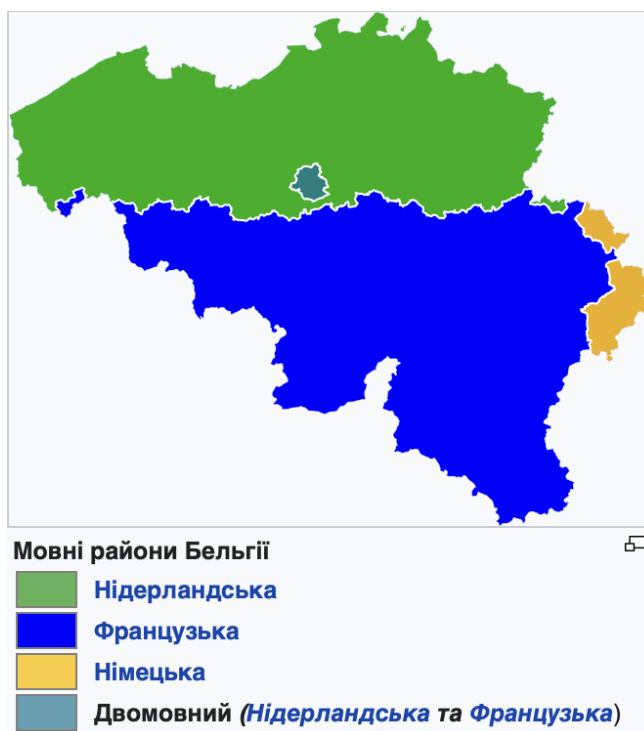 Мовні райони Бельгії
Нідерландська
Французька
Німецька
Двомовний (Нідерландська та Французька)